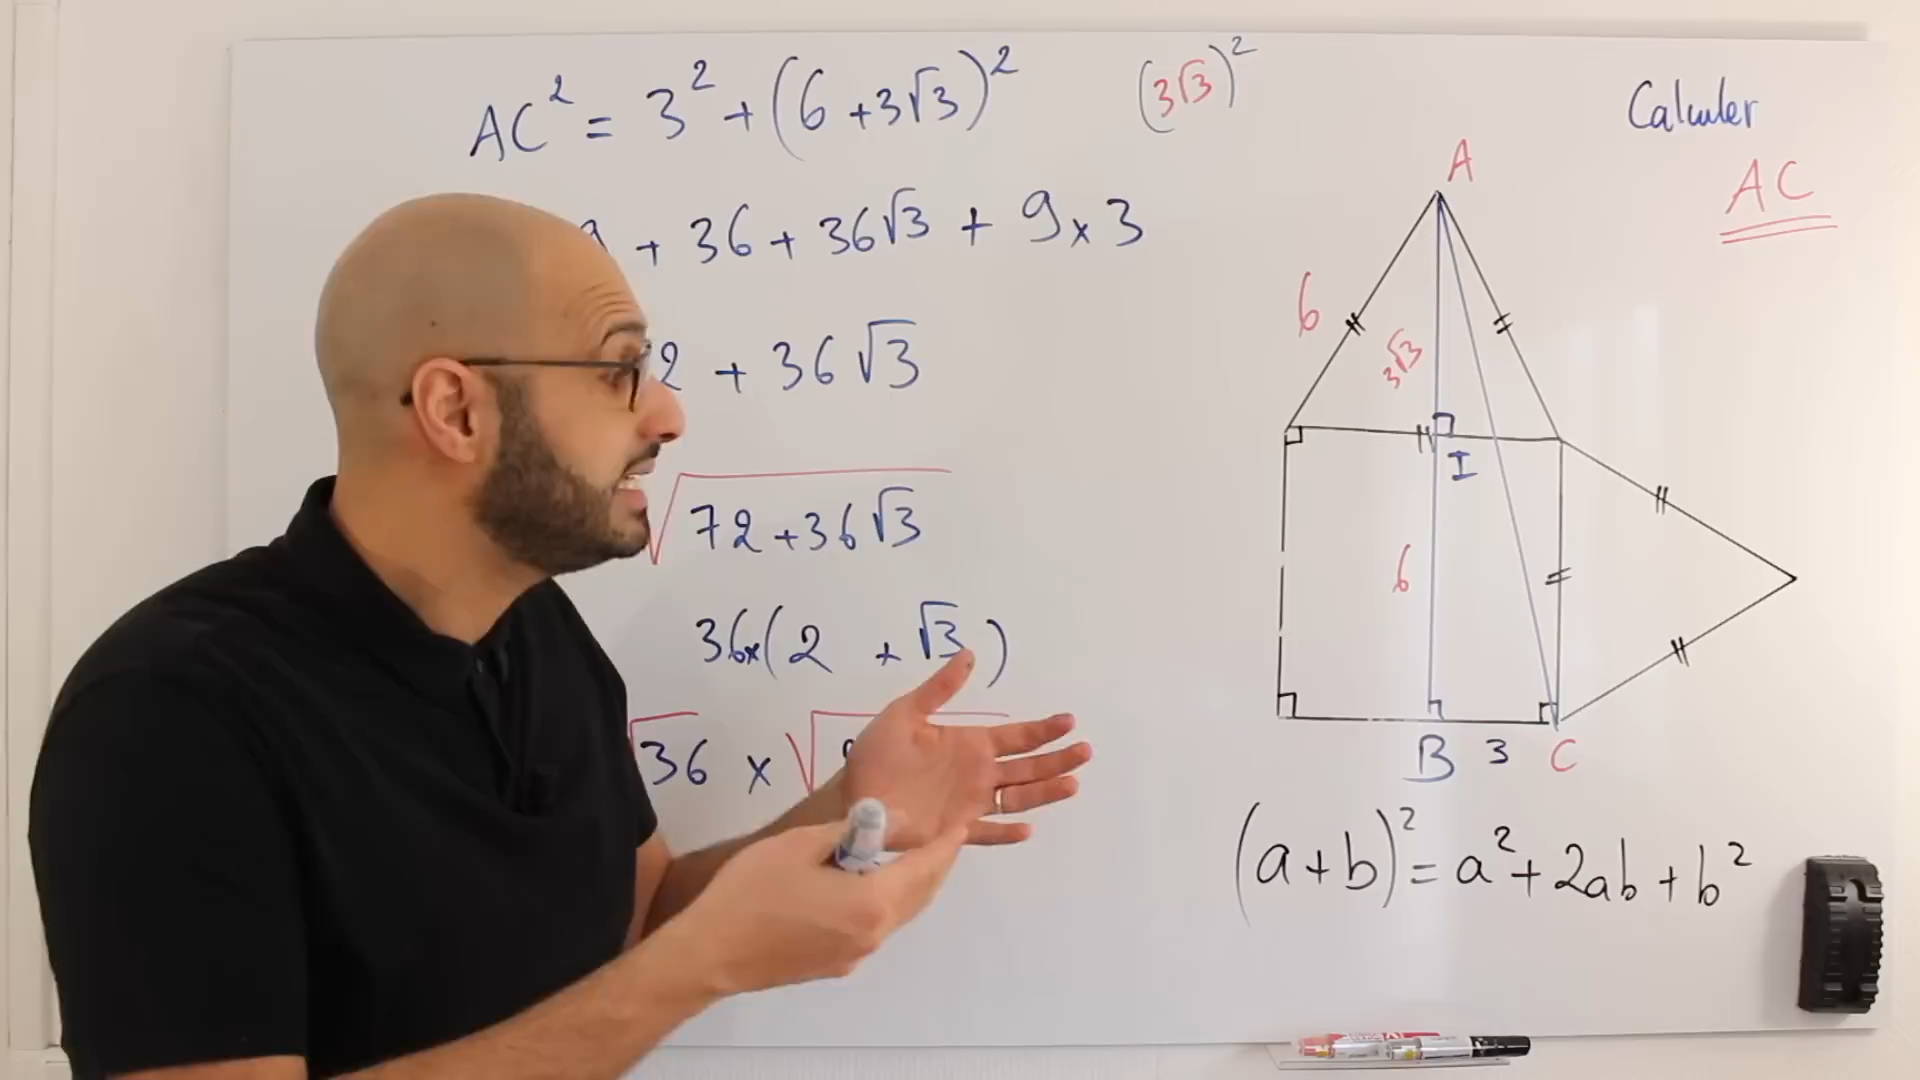 AC² = 3² + (6 + 3√3)²
(3√3)²
+ 36 + 36√3 + 9 x 3
2 + 36√3
√72 + 36√3
36x(2 + √3)
√36 x √
Calculer
AC
A
6
3√3
I
6
B 3 C
(a+b)² = a² + 2ab + b²